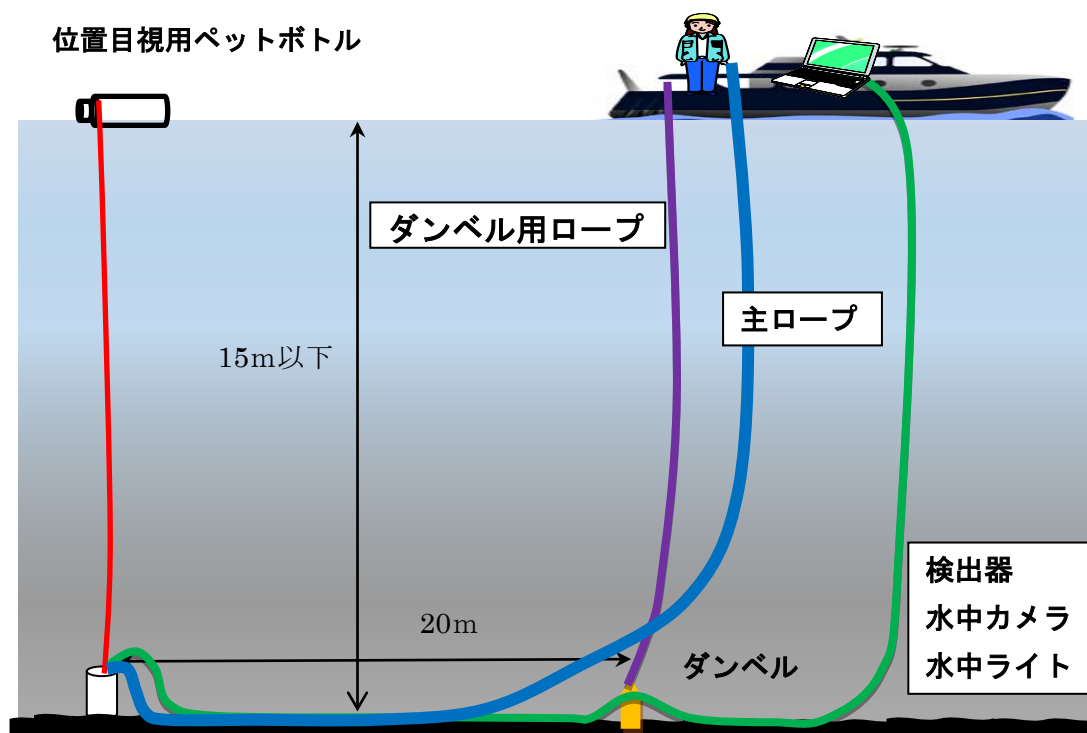 位置目視用ペットボトル
ダンベル用ロープ
主ロープ
15m以下
20m
ダンベル
検出器
水中カメラ
水中ライト